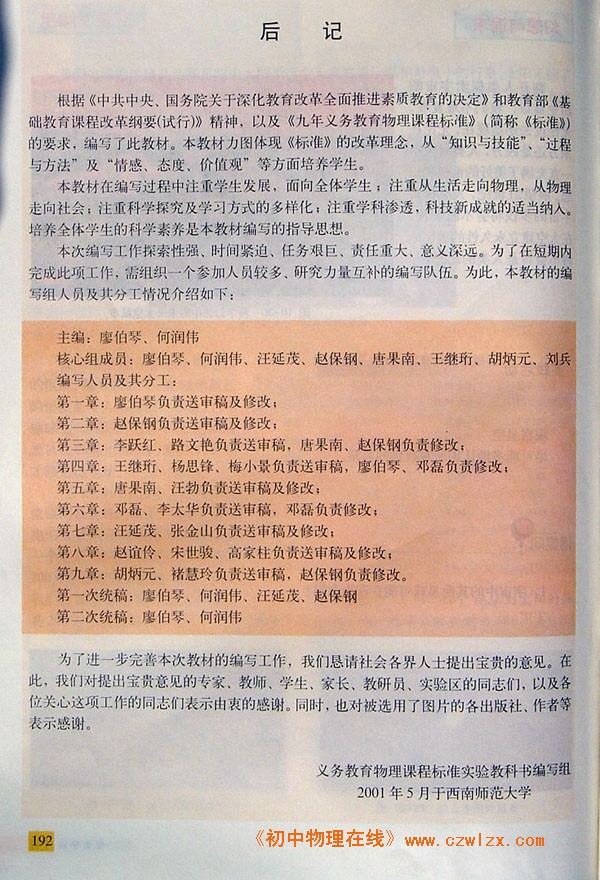 后 记
根据《中共中央、国务院关于深化教育改革全面推进素质教育的决定》和教育部《基
础教育课程改革纲要(试行)》精神，以及《九年义务教育物理课程标准》(简称《标准》)
的要求，编写了此教材。本教材力图体现《标准》的改革理念，从“知识与技能”、“过程
与方法”及“情感、态度、价值观”等方面培养学生。
本教材在编写过程中注重学生发展，面向全体学生；注重从生活走向物理，从物理
走向社会；注重科学探究及学习方式的多样化；注重学科渗透，科技新成就的适当纳入。
培养全体学生的科学素养是本教材编写的指导思想。
本次编写工作探索性强、时间紧迫、任务艰巨、责任重大、意义深远。为了在短期内
完成此项工作，需组织一个参加人员较多、研究力量互补的编写队伍。为此，本教材的编
写组人员及其分工情况介绍如下：
主编：廖伯琴、何润伟
核心组成员：廖伯琴、何润伟、汪延茂、赵保钢、唐果南、王继珩、胡炳元、刘兵
编写人员及其分工：
第一章：廖伯琴负责送审稿及修改；
第二章：赵保钢负责送审稿及修改；
第三章：李跃红、路文艳负责送审稿，唐果南、赵保钢负责修改；
第四章：王继珩、杨思锋、梅小景负责送审稿，廖伯琴、邓磊负责修改；
第五章：唐果南、汪勃负责送审稿及修改；
第六章：邓磊、李太华负责送审稿，邓磊负责修改；
第七章：汪延茂、张金山负责送审稿及修改；
第八章：赵谊伶、宋世骏、高家柱负责送审稿及修改；
第九章：胡炳元、褚慧玲负责送审稿，赵保钢负责修改。
第一次统稿：廖伯琴、何润伟、汪延茂、赵保钢
第二次统稿：廖伯琴、何润伟
为了进一步完善本次教材的编写工作，我们恳请社会各界人士提出宝贵的意见。在
此，我们对提出宝贵意见的专家、教师、学生、家长、教研员、实验区的同志们，以及各
位关心这项工作的同志们表示由衷的感谢。同时，也对被选用了图片的各出版社、作者等
表示感谢。
义务教育物理课程标准实验教科书编写组
2001 年 5 月于西南师范大学
192
《初中物理在线》www.czwlzx.com